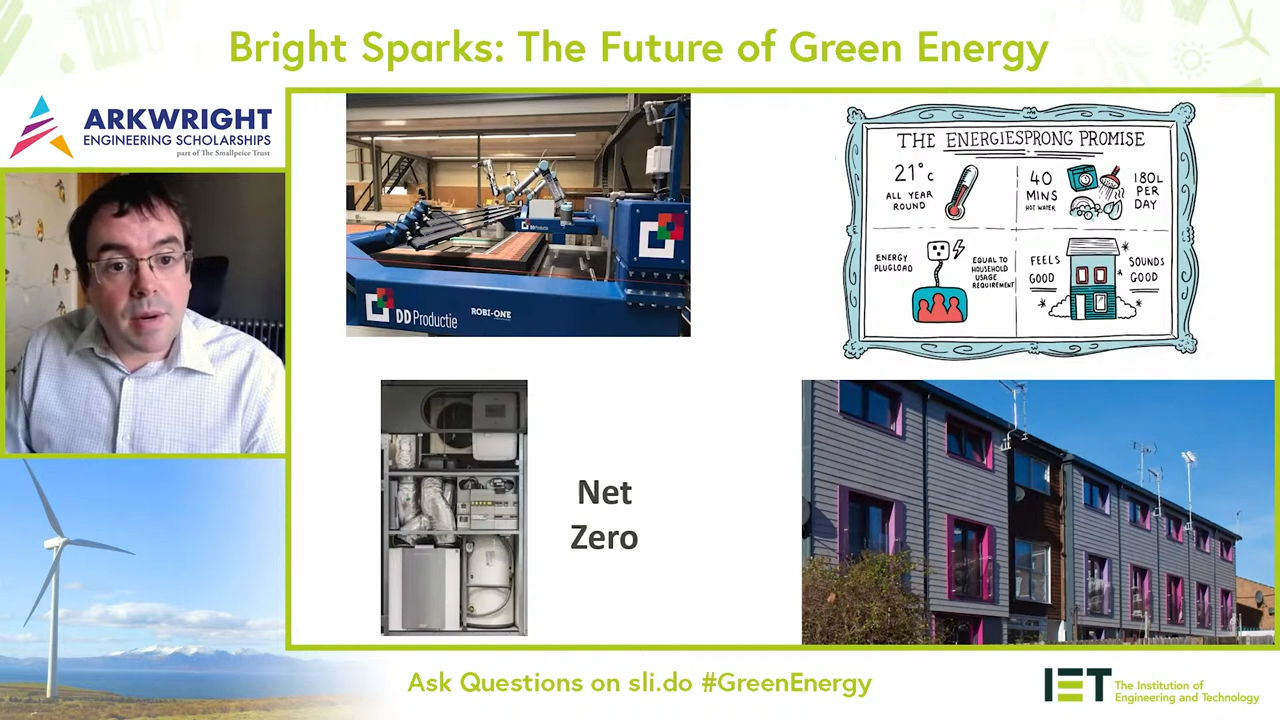 Bright Sparks: The Future of Green Energy
ARKWRIGHT
ENGINEERING SCHOLARSHIPS
part of The Smallpeice Trust
DD Productie
DD Productie
ROBI-ONE
THE ENERGIESPRONG PROMISE
21°C
ALL YEAR
ROUND
40
MINS
HOT WATER
180L
PER
DAY
ENERGY
PLUGLOAD
EQUAL TO
HOUSEHOLD
USAGE
REQUIREMENT
FEELS
GOOD
SOUNDS
GOOD
Net
Zero
Ask Questions on sli.do #GreenEnergy
IET
The Institution of
Engineering and Technology